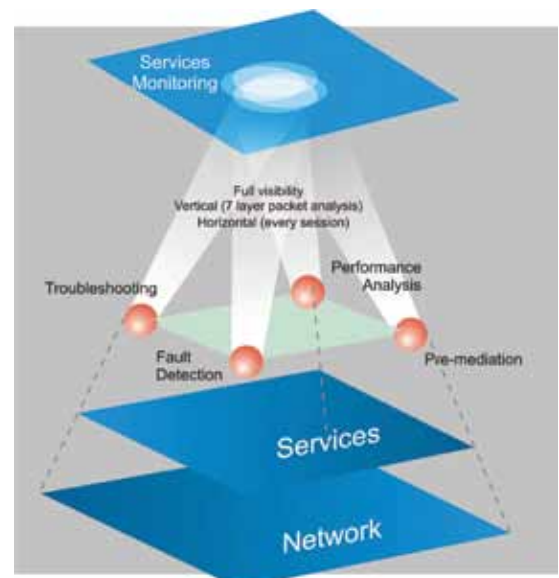 Services
Monitoring
Full visibility
Vertical (7 layer packet analysis)
Horizontal (every session)
Troubleshooting
Performance
Analysis
Fault
Detection
Pre-mediation
Services
Network